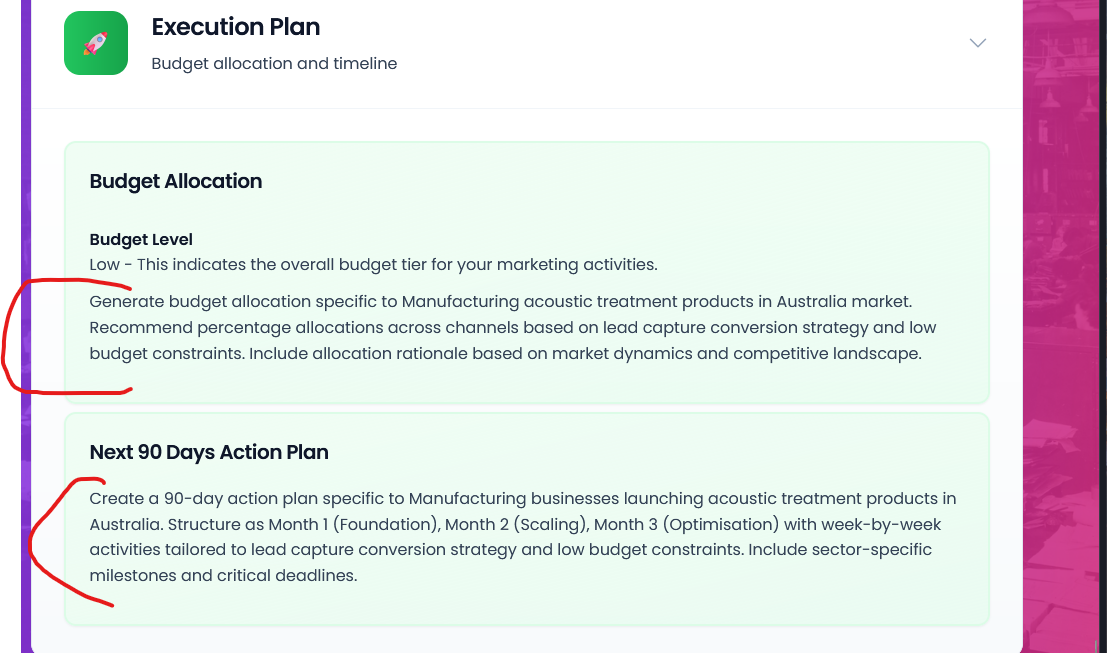 Execution Plan
Budget allocation and timeline
Budget Allocation
Budget Level
Low - This indicates the overall budget tier for your marketing activities.
Generate budget allocation specific to Manufacturing acoustic treatment products in Australia market.
Recommend percentage allocations across channels based on lead capture conversion strategy and low
budget constraints. Include allocation rationale based on market dynamics and competitive landscape.
Next 90 Days Action Plan
Create a 90-day action plan specific to Manufacturing businesses launching acoustic treatment products in
Australia. Structure as Month 1 (Foundation), Month 2 (Scaling), Month 3 (Optimisation) with week-by-week
activities tailored to lead capture conversion strategy and low budget constraints. Include sector-specific
milestones and critical deadlines.